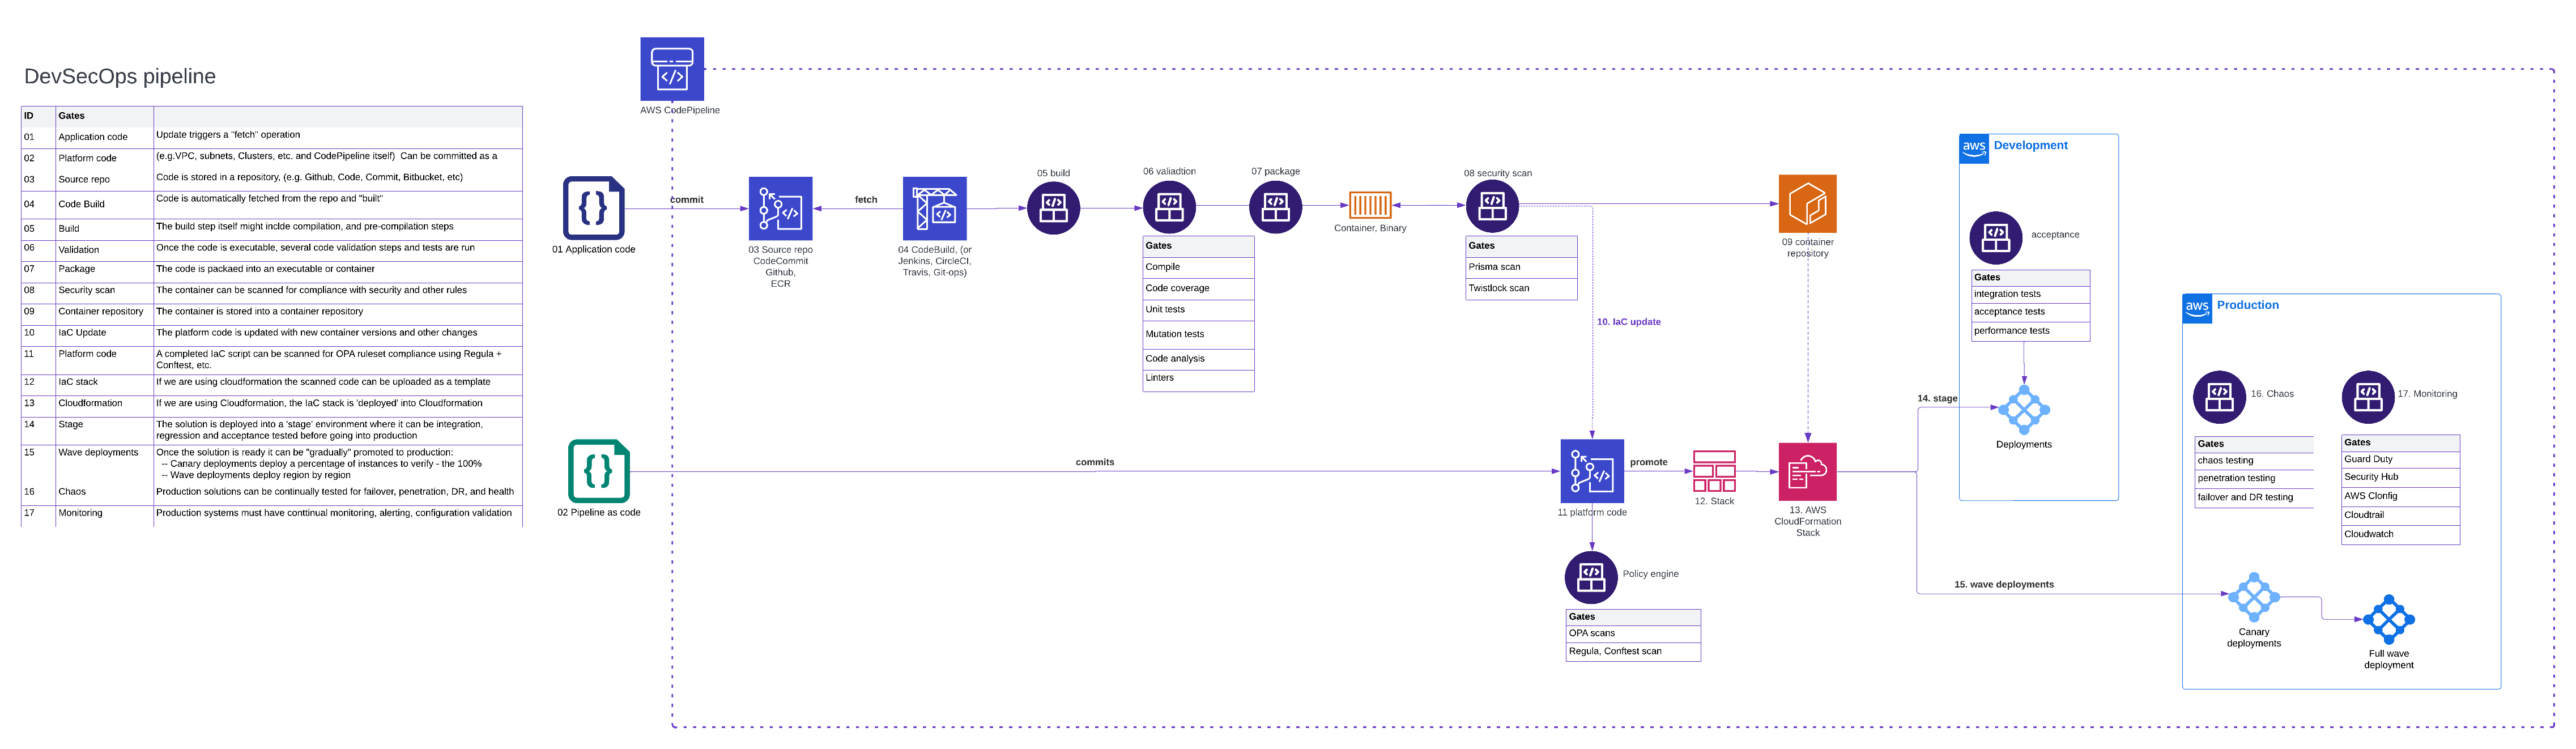 DevSecOps pipeline
ID Gates
01 Application code Update triggers a "fetch" operation
02 Platform code (e.g.VPC, subnets, Clusters, etc. and CodePipeline itself) Can be committed as a
03 Source repo Code is stored in a repository, (e.g. Github, Code, Commit, Bitbucket, etc)
04 Code Build Code is automatically fetched from the repo and "built"
05 Build The build step itself might inclde compilation, and pre-compilation steps
06 Validation Once the code is executable, several code validation steps and tests are run
07 Package The code is packaed into an executable or container
08 Security scan The container can be scanned for compliance with security and other rules
09 Container repository The container is stored into a container repository
10 IaC Update The platform code is updated with new container versions and other changes
11 Platform code A completed IaC script can be scanned for OPA ruleset compliance using Regula +
Conftest, etc.
12 IaC stack If we are using cloudformation the scanned code can be uploaded as a template
13 Cloudformation If we are using Cloudformation, the IaC stack is 'deployed' into Cloudformation
14 Stage The solution is deployed into a 'stage' environment where it can be integration,
regression and acceptance tested before going into production
15 Wave deployments Once the solution is ready it can be "gradually" promoted to production:
-- Canary deployments deploy a percentage of instances to verify - the 100%
-- Wave deployments deploy region by region
16 Chaos Production solutions can be continually tested for failover, penetration, DR, and health
17 Monitoring Production systems must have conttinual monitoring, alerting, configuration validation
AWS CodePipeline
01 Application code
commit
03 Source repo
CodeCommit
Github,
ECR
fetch
04 CodeBuild, (or
Jenkins, CircleCI,
Travis, Git-ops)
05 build
06 valiadtion
Gates
Compile
Code coverage
Unit tests
Mutation tests
Code analysis
Linters
07 package
Container, Binary
08 security scan
Gates
Prisma scan
Twistlock scan
09 container
repository
10. IaC update
02 Pipeline as code
commits
11 platform code
Policy engine
Gates
OPA scans
Regula, Conftest scan
promote
12. Stack
13. AWS
CloudFormation
Stack
14. stage
15. wave deployments
aws
Development
acceptance
Gates
integration tests
acceptance tests
performance tests
Deployments
aws
Production
16. Chaos
Gates
chaos testing
penetration testing
failover and DR testing
17. Monitoring
Gates
Guard Duty
Security Hub
AWS Clonfig
Cloudtrail
Cloudwatch
Canary
deployments
Full wave
deployment